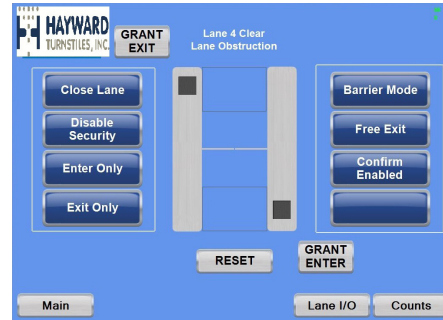 HAYWARD
TURNSTILES, INC.
GRANT
EXIT
Lane 4 Clear
Lane Obstruction
Close Lane
Disable
Security
Enter Only
Exit Only
Barrier Mode
Free Exit
Confirm
Enabled
RESET
GRANT
ENTER
Main
Lane I/O
Counts